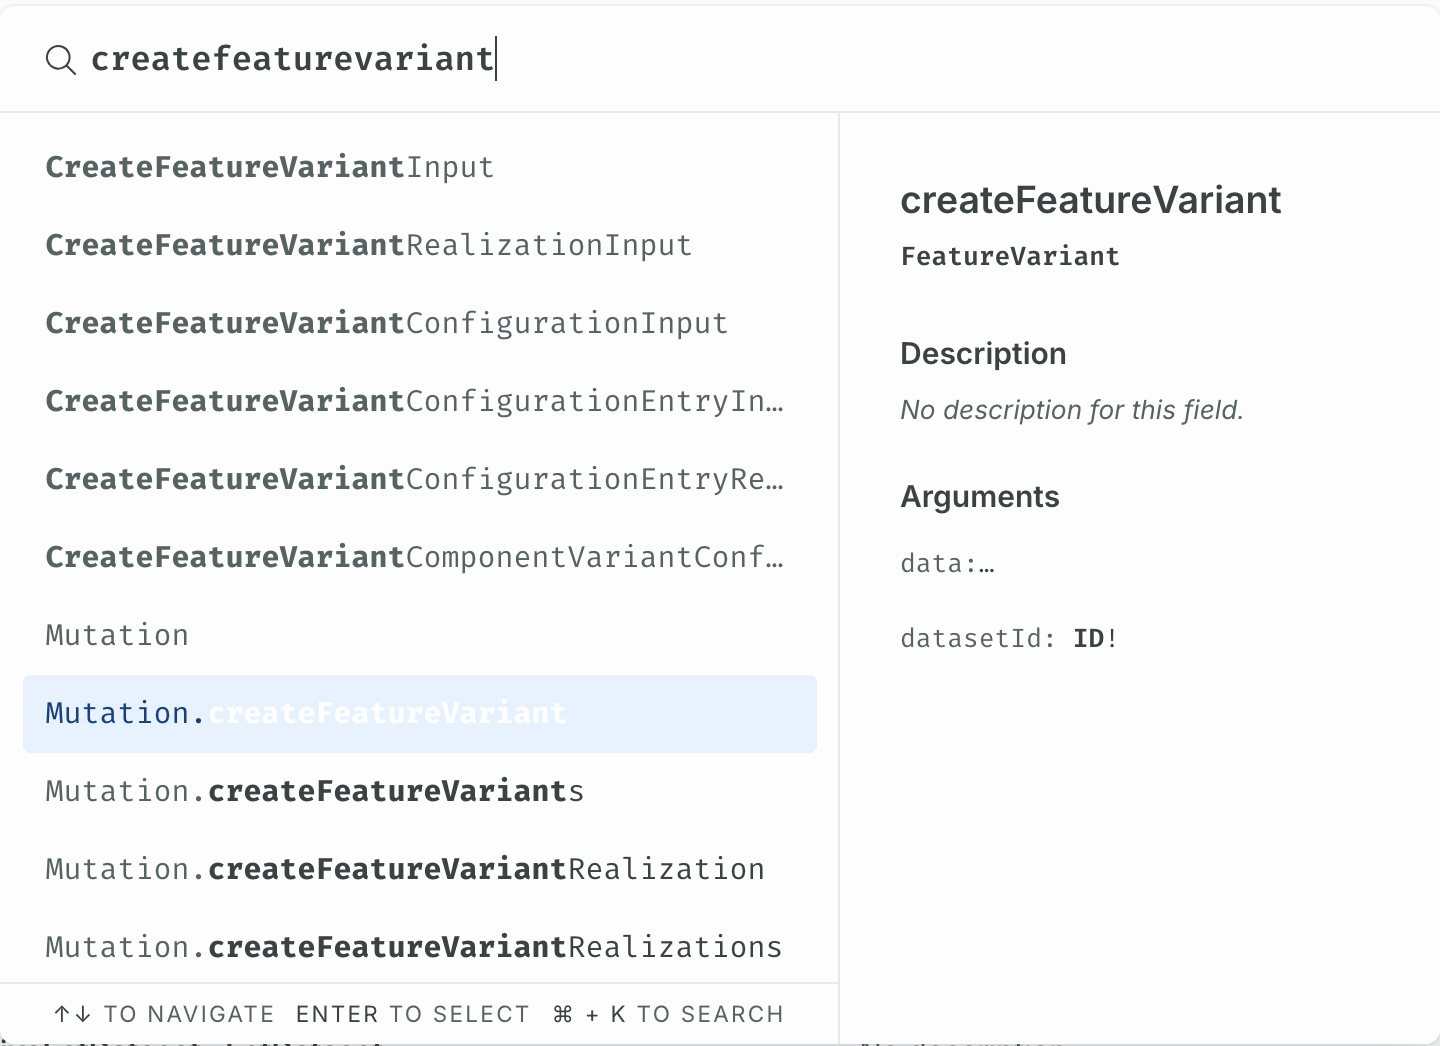 createfeaturevariant
CreateFeatureVariantInput
CreateFeatureVariantRealizationInput
CreateFeatureVariantConfigurationInput
CreateFeatureVariantConfigurationEntryIn…
CreateFeatureVariantConfigurationEntryRe…
CreateFeatureVariantComponentVariantConf…
Mutation
Mutation.createFeatureVariant
Mutation.createFeatureVariants
Mutation.createFeatureVariantRealization
Mutation.createFeatureVariantRealizations
↑↓ TO NAVIGATE ENTER TO SELECT ⌘ + K TO SEARCH
createFeatureVariant
FeatureVariant
Description
No description for this field.
Arguments
data:…
datasetId: ID!